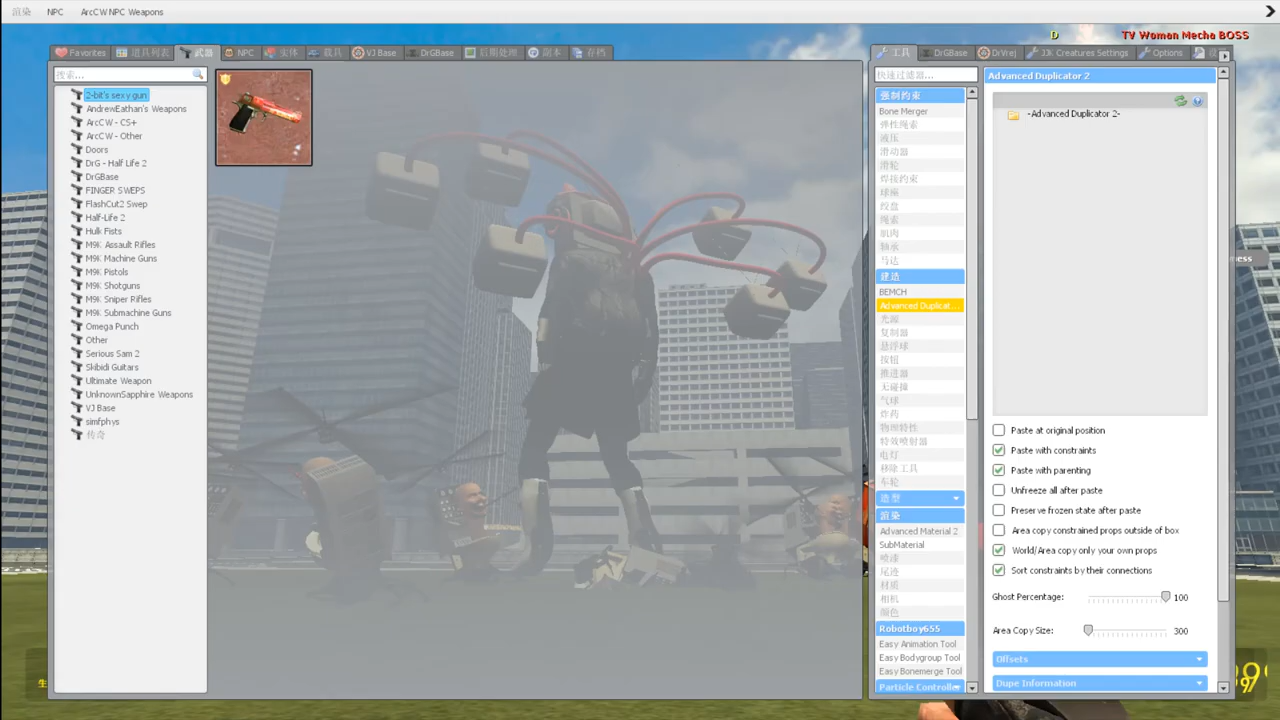 渲染 NPC ArcCW NPC Weapons
D TV Woman Mecha BOSS
Favorites 道具列表 武器 NPC 实体 载具 VJ Base DrGBase 后期处理 副本 存档
工具 DrGBase DrVrej J3K Creatures Settings Options
搜索...
2-bit's sexy gun
AndrewEathan's Weapons
ArcCW - CS+
ArcCW - Other
Doors
DrG - Half Life 2
DrGBase
FINGER SWEPS
FlashCut2 Swep
Half-Life 2
Hulk Fists
M9K Assault Rifles
M9K Machine Guns
M9K Pistols
M9K Shotguns
M9K Sniper Rifles
M9K Submachine Guns
Omega Punch
Other
Serious Sam 2
Skibidi Guitars
Ultimate Weapon
UnknownSapphire Weapons
VJ Base
simfphys
传奇
快速过滤器...
强制约束
Bone Merger
弹性绳索
液压
滑动器
滑轮
焊接约束
球座
绞盘
绳索
肌肉
轴承
马达
建造
BEMCH
Advanced Duplicat...
光源
复制器
悬浮球
按钮
推进器
无碰撞
气球
炸药
物理特性
特效喷射器
电灯
移除工具
车轮
造型
渲染
Advanced Material 2
SubMaterial
喷漆
尾迹
材质
相机
颜色
Robotboy655
Easy Animation Tool
Easy Bodygroup Tool
Easy Bonemerge Tool
Particle Controller
Advanced Duplicator 2
-Advanced Duplicator 2-
Paste at original position
Paste with constraints
Paste with parenting
Unfreeze all after paste
Preserve frozen state after paste
Area copy constrained props outside of box
World/Area copy only your own props
Sort constraints by their connections
Ghost Percentage: 100
Area Copy Size: 300
Offsets
Dupe Information
ness
生